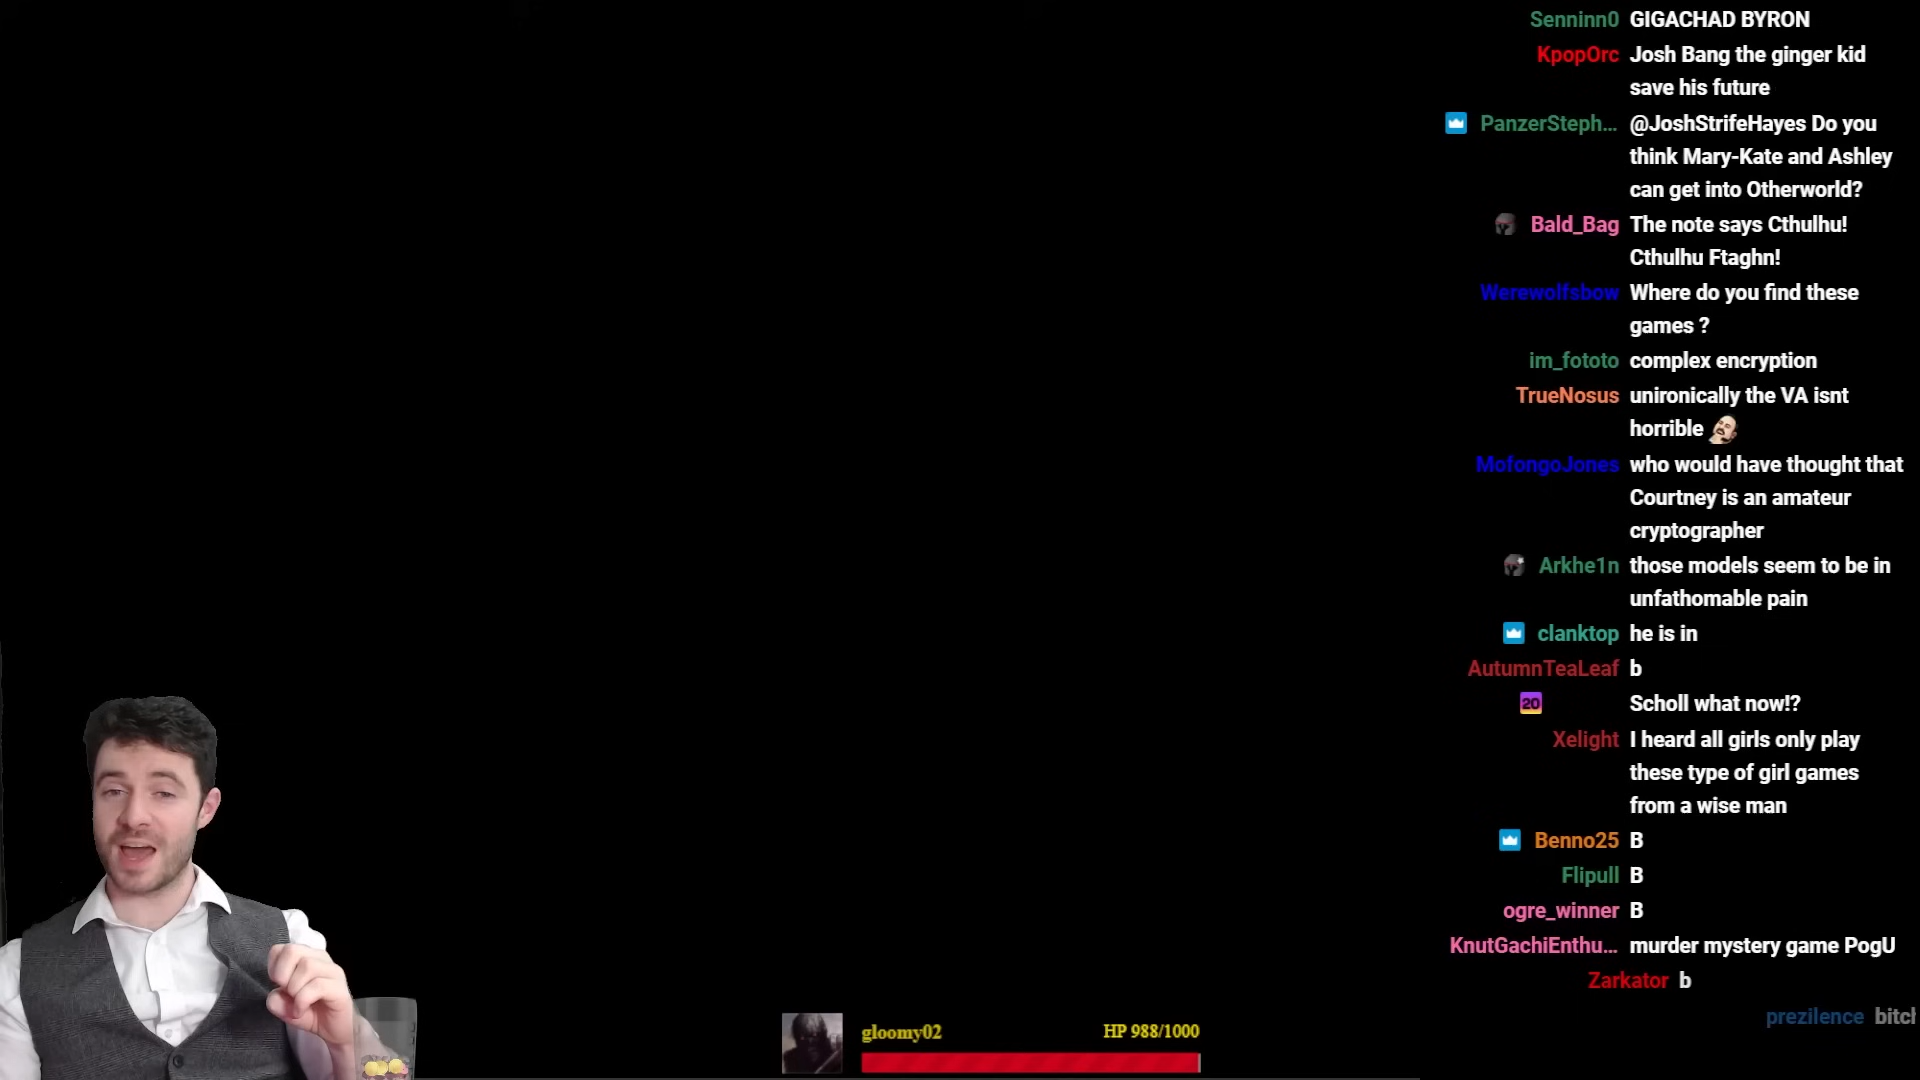 Senninn0 GIGACHAD BYRON
KpopOrc Josh Bang the ginger kid
save his future
PanzerSteph... @JoshStrifeHayes Do you
think Mary-Kate and Ashley
can get into Otherworld?
Bald_Bag The note says Cthulhu!
Cthulhu Ftaghn!
Werewolfsbow Where do you find these
games ?
im_fototo complex encryption
TrueNosus unironically the VA isnt
horrible
MofongoJones who would have thought that
Courtney is an amateur
cryptographer
Arkhe1n those models seem to be in
unfathomable pain
clanktop he is in
AutumnTeaLeaf b
20 Scholl what now!?
Xelight I heard all girls only play
these type of girl games
from a wise man
Benno25 B
Flipull B
ogre_winner B
KnutGachiEnthu... murder mystery game PogU
Zarkator b
prezilence bitch
gloomy02 HP 988/1000